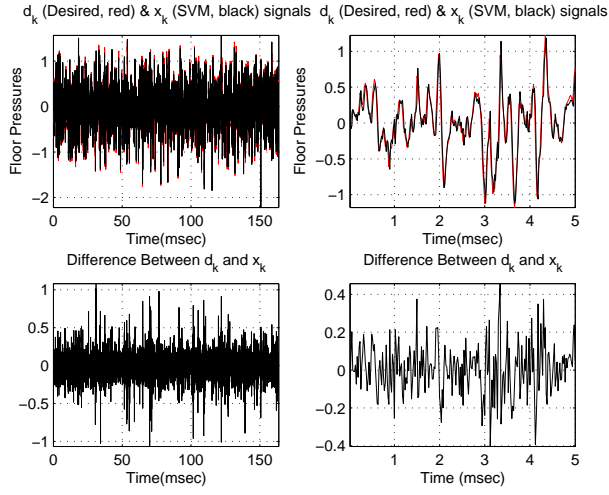 d_k (Desired, red) & x_k (SVM, black) signals
1
0
−1
−2
Floor Pressures
0 50 100 150
Time(msec)
d_k (Desired, red) & x_k (SVM, black) signals
1
0.5
0
−0.5
−1
Floor Pressures
1 2 3 4 5
Time(msec)
Difference Between d_k and x_k
1
0.5
0
−0.5
−1
0 50 100 150
Time(msec)
Difference Between d_k and x_k
0.4
0.2
0
−0.2
−0.4
1 2 3 4 5
Time (msec)